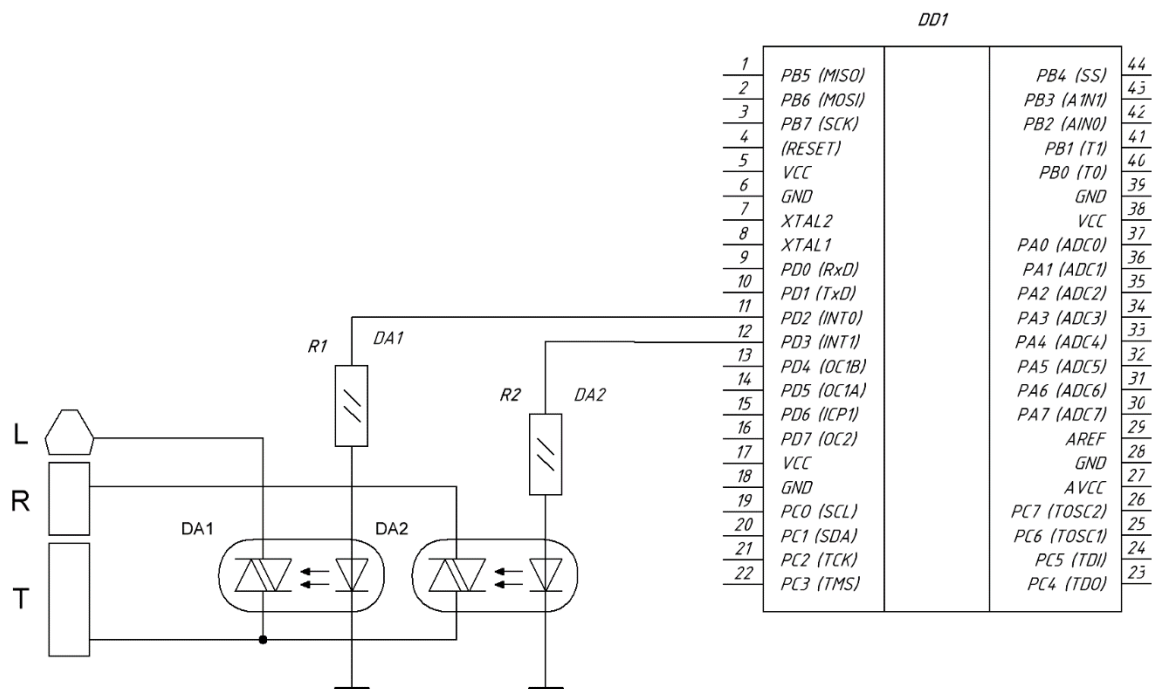 DD1
1 PB5 (MISO) PB4 (SS) 44
2 PB6 (MOSI) PB3 (A1N1) 43
3 PB7 (SCK) PB2 (AIN0) 42
4 (RESET) PB1 (T1) 41
5 VCC PB0 (T0) 40
6 GND GND 39
7 XTAL2 VCC 38
8 XTAL1 PA0 (ADC0) 37
9 PD0 (RxD) PA1 (ADC1) 36
10 PD1 (TxD) PA2 (ADC2) 35
11 PD2 (INT0) PA3 (ADC3) 34
12 PD3 (INT1) PA4 (ADC4) 33
13 PD4 (OC1B) PA5 (ADC5) 32
14 PD5 (OC1A) PA6 (ADC6) 31
15 PD6 (ICP1) PA7 (ADC7) 30
16 PD7 (OC2) AREF 29
17 VCC GND 28
18 GND AVCC 27
19 PC0 (SCL) PC7 (TOSC2) 26
20 PC1 (SDA) PC6 (TOSC1) 25
21 PC2 (TCK) PC5 (TDI) 24
22 PC3 (TMS) PC4 (TDO) 23
R1 DA1
R2 DA2
L
R
DA1 DA2
T